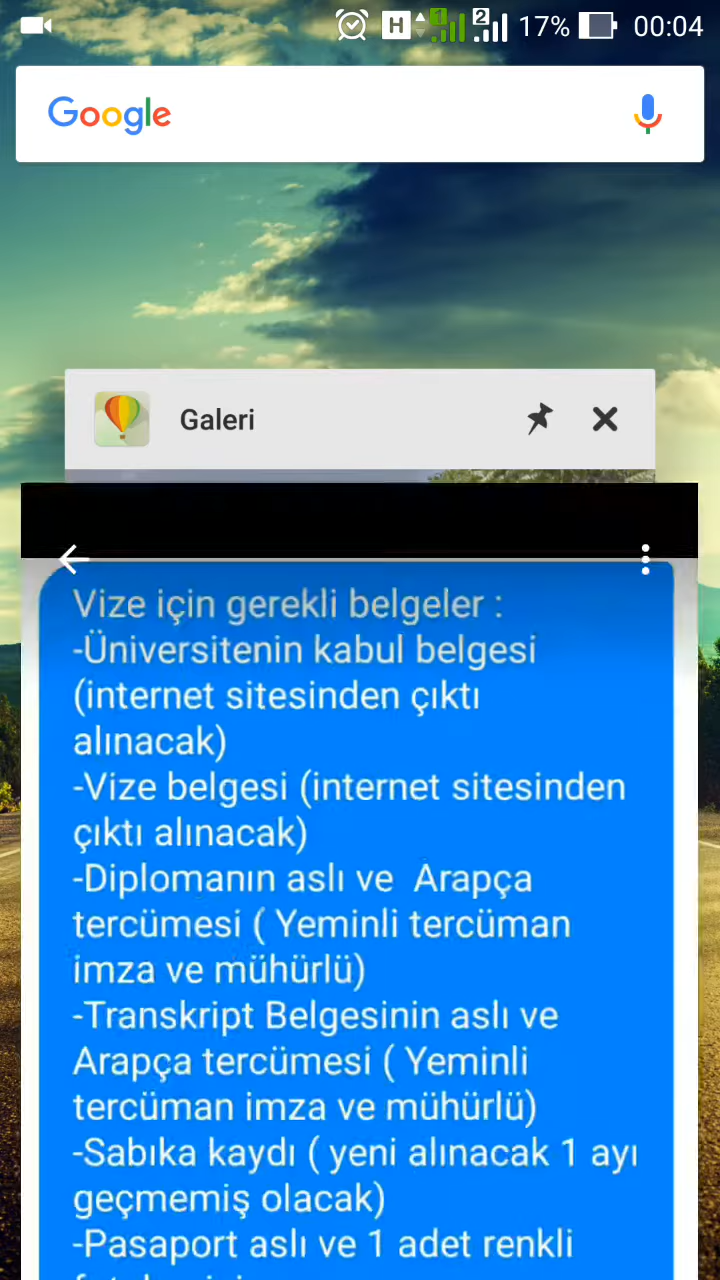 H 1 2 17% 00:04
Google
Galeri
Vize için gerekli belgeler :
-Üniversitenin kabul belgesi
(internet sitesinden çıktı
alınacak)
-Vize belgesi (internet sitesinden
çıktı alınacak)
-Diplomanın aslı ve Arapça
tercümesi ( Yeminli tercüman
imza ve mühürlü)
-Transkript Belgesinin aslı ve
Arapça tercümesi ( Yeminli
tercüman imza ve mühürlü)
-Sabıka kaydı ( yeni alınacak 1 ayı
geçmemiş olacak)
-Pasaport aslı ve 1 adet renkli